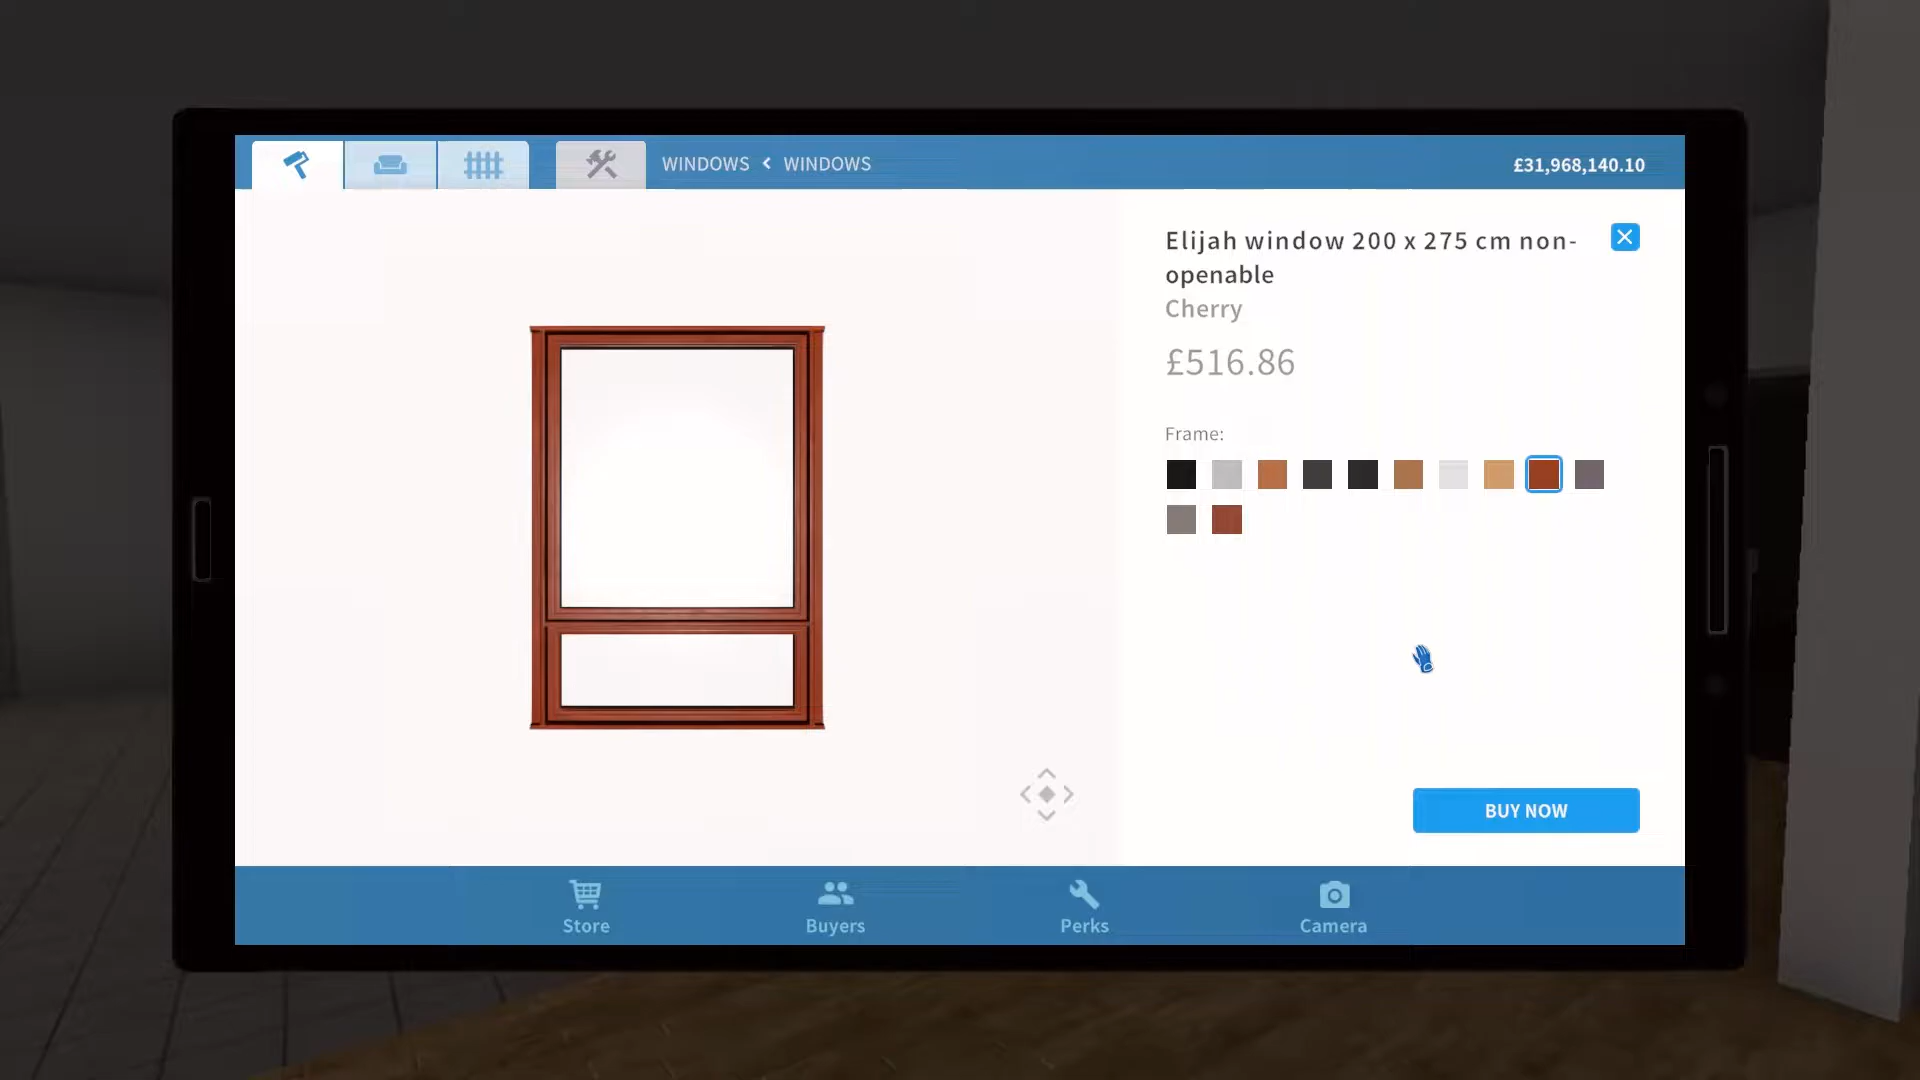 WINDOWS < WINDOWS
£31,968,140.10
Elijah window 200 x 275 cm non-
openable
Cherry
£516.86
Frame:
BUY NOW
Store
Buyers
Perks
Camera